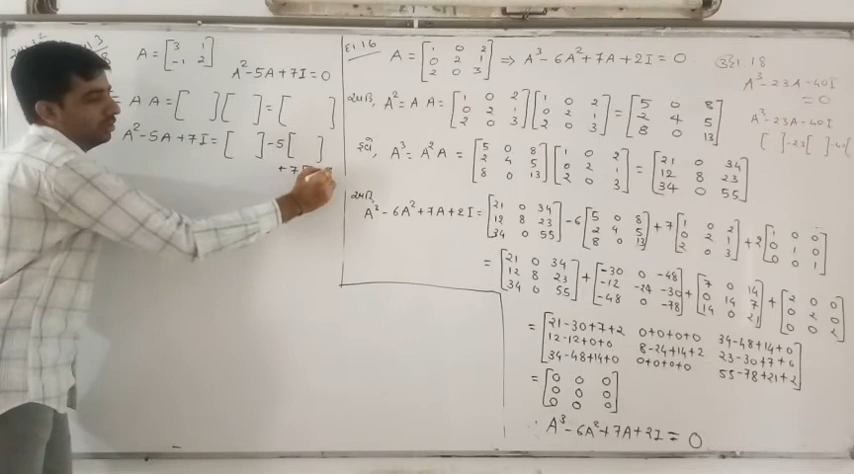 A = [3 1; -1 2]
A² - 5A + 7I = 0
A A = [ ] [ ] = [ ]
A² - 5A + 7I = [ ] - 5 [ ]
+ 7
A = [1 0 2; 0 2 1; 2 0 3] ⇒ A³ - 6A² + 7A + 2I = 0
A² = A A = [1 0 2; 0 2 1; 2 0 3] [1 0 2; 0 2 1; 2 0 3] = [5 0 8; 2 4 5; 8 0 13]
હવે, A³ = A² A = [5 0 8; 2 4 5; 8 0 13] [1 0 2; 0 2 1; 2 0 3] = [21 0 34; 12 8 23; 34 0 55]
A³ - 6A² + 7A + 2I = [21 0 34; 12 8 23; 34 0 55] - 6 [5 0 8; 2 4 5; 8 0 13] + 7 [1 0 2; 0 2 1; 2 0 3] + 2 [1 0 0; 0 1 0; 0 0 1]
= [21 0 34; 12 8 23; 34 0 55] + [-30 0 -48; -12 -24 -30; -48 0 -78] + [7 0 14; 0 14 7; 14 0 21] + [2 0 0; 0 2 0; 0 0 2]
= [21-30+7+2 0+0+0+0 34-48+14+0; 12-12+0+0 8-24+14+2 23-30+7+0; 34-48+14+0 0+0+0+0 55-78+21+2]
= [0 0 0; 0 0 0; 0 0 0]
∴ A³ - 6A² + 7A + 2I = 0
18
A³ - 23A - 40I
= 0
A³ - 23A - 40I
[ ] - 23 [ ] - 40